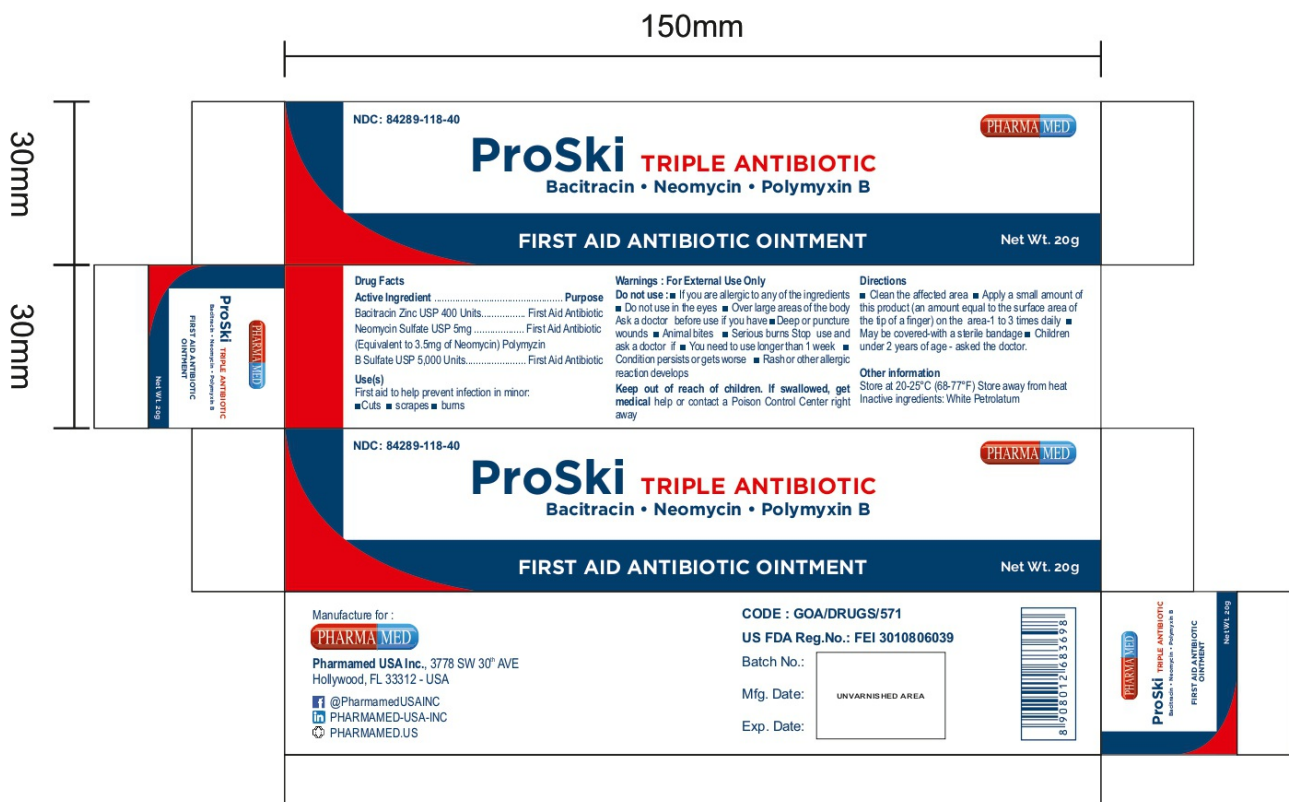 150mm
30mm
30mm
NDC: 84289-118-40
PHARMA MED
ProSki TRIPLE ANTIBIOTIC
Bacitracin • Neomycin • Polymyxin B
FIRST AID ANTIBIOTIC OINTMENT
Net Wt. 20g
ProSki TRIPLE ANTIBIOTIC
Bacitracin • Neomycin • Polymyxin B
FIRST AID ANTIBIOTIC
OINTMENT
Net Wt. 20g
PHARMA MED
Drug Facts
Active Ingredient ................................................ Purpose
Bacitracin Zinc USP 400 Units................ First Aid Antibiotic
Neomycin Sulfate USP 5mg ................... First Aid Antibiotic
(Equivalent to 3.5mg of Neomycin) Polymyzin
B Sulfate USP 5,000 Units....................... First Aid Antibiotic
Use(s)
First aid to help prevent infection in minor:
■ Cuts ■ scrapes ■ burns
Warnings : For External Use Only
Do not use : ■ If you are allergic to any of the ingredients
■ Do not use in the eyes ■ Over large areas of the body
Ask a doctor before use if you have ■ Deep or puncture
wounds ■ Animal bites ■ Serious burns Stop use and
ask a doctor if ■ You need to use longer than 1 week ■
Condition persists or gets worse ■ Rash or other allergic
reaction develops
Keep out of reach of children. If swallowed, get
medical help or contact a Poison Control Center right
away
Directions
■ Clean the affected area ■ Apply a small amount of
this product (an amount equal to the surface area of
the tip of a finger) on the area-1 to 3 times daily ■
May be covered-with a sterile bandage ■ Children
under 2 years of age - asked the doctor.
Other information
Store at 20-25°C (68-77°F) Store away from heat
Inactive ingredients: White Petrolatum
NDC: 84289-118-40
PHARMA MED
ProSki TRIPLE ANTIBIOTIC
Bacitracin • Neomycin • Polymyxin B
FIRST AID ANTIBIOTIC OINTMENT
Net Wt. 20g
Manufacture for :
PHARMA MED
Pharmamed USA Inc., 3778 SW 30th AVE
Hollywood, FL 33312 - USA
@PharmamedUSAINC
PHARMAMED-USA-INC
PHARMAMED.US
CODE : GOA/DRUGS/571
US FDA Reg.No.: FEI 3010806039
Batch No.:
Mfg. Date:
Exp. Date:
UNVARNISHED AREA
8 908012 683698
PHARMA MED
ProSki TRIPLE ANTIBIOTIC
Bacitracin • Neomycin • Polymyxin B
FIRST AID ANTIBIOTIC
OINTMENT
Net Wt. 20g